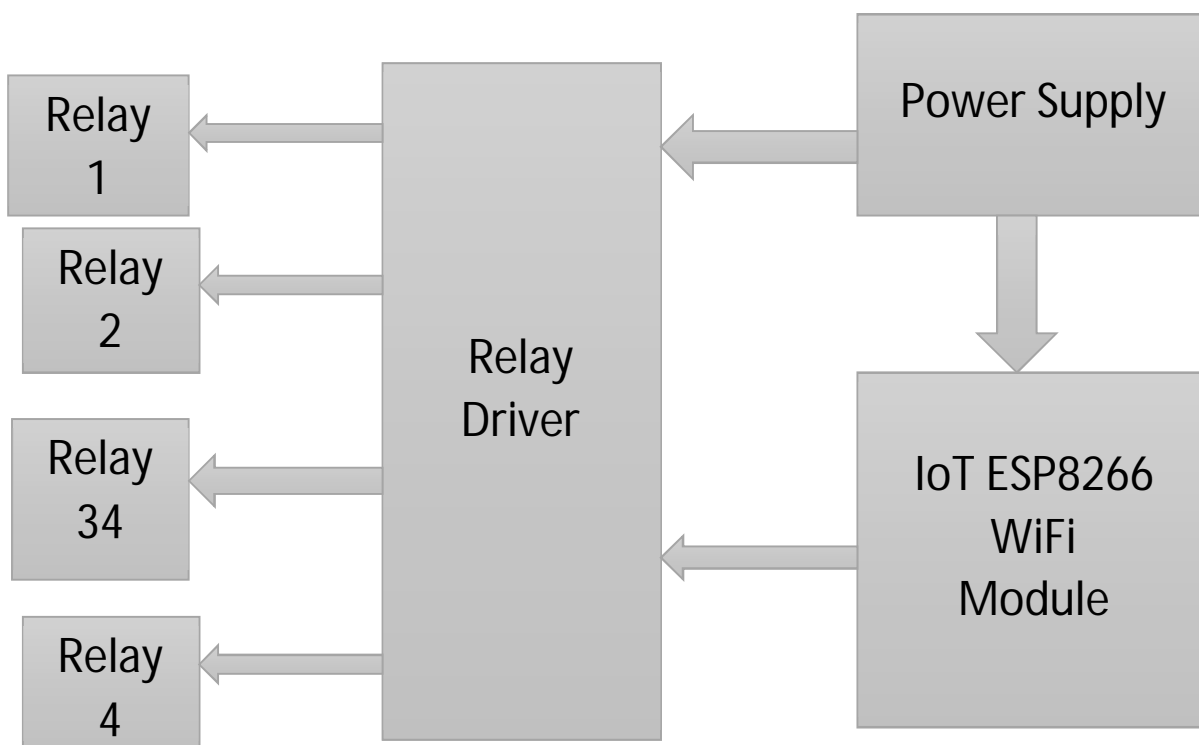 Relay
1
Relay
2
Relay
34
Relay
4
Relay
Driver
Power Supply
IoT ESP8266
WiFi
Module